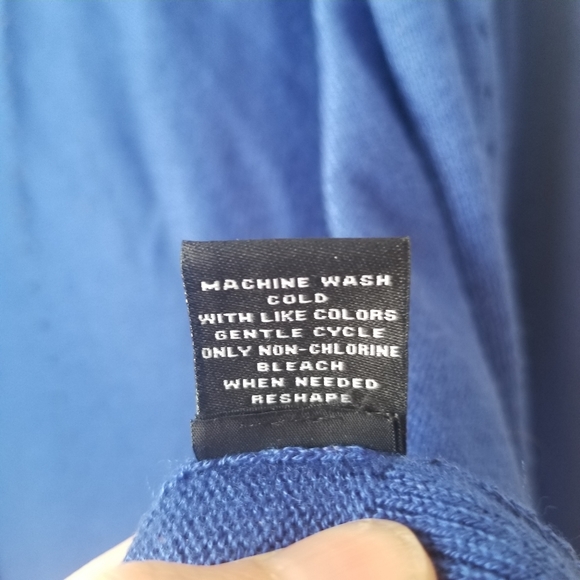 MACHINE WASH
COLD
WITH LIKE COLORS
GENTLE CYCLE
ONLY NON-CHLORINE
BLEACH
WHEN NEEDED
RESHAPE